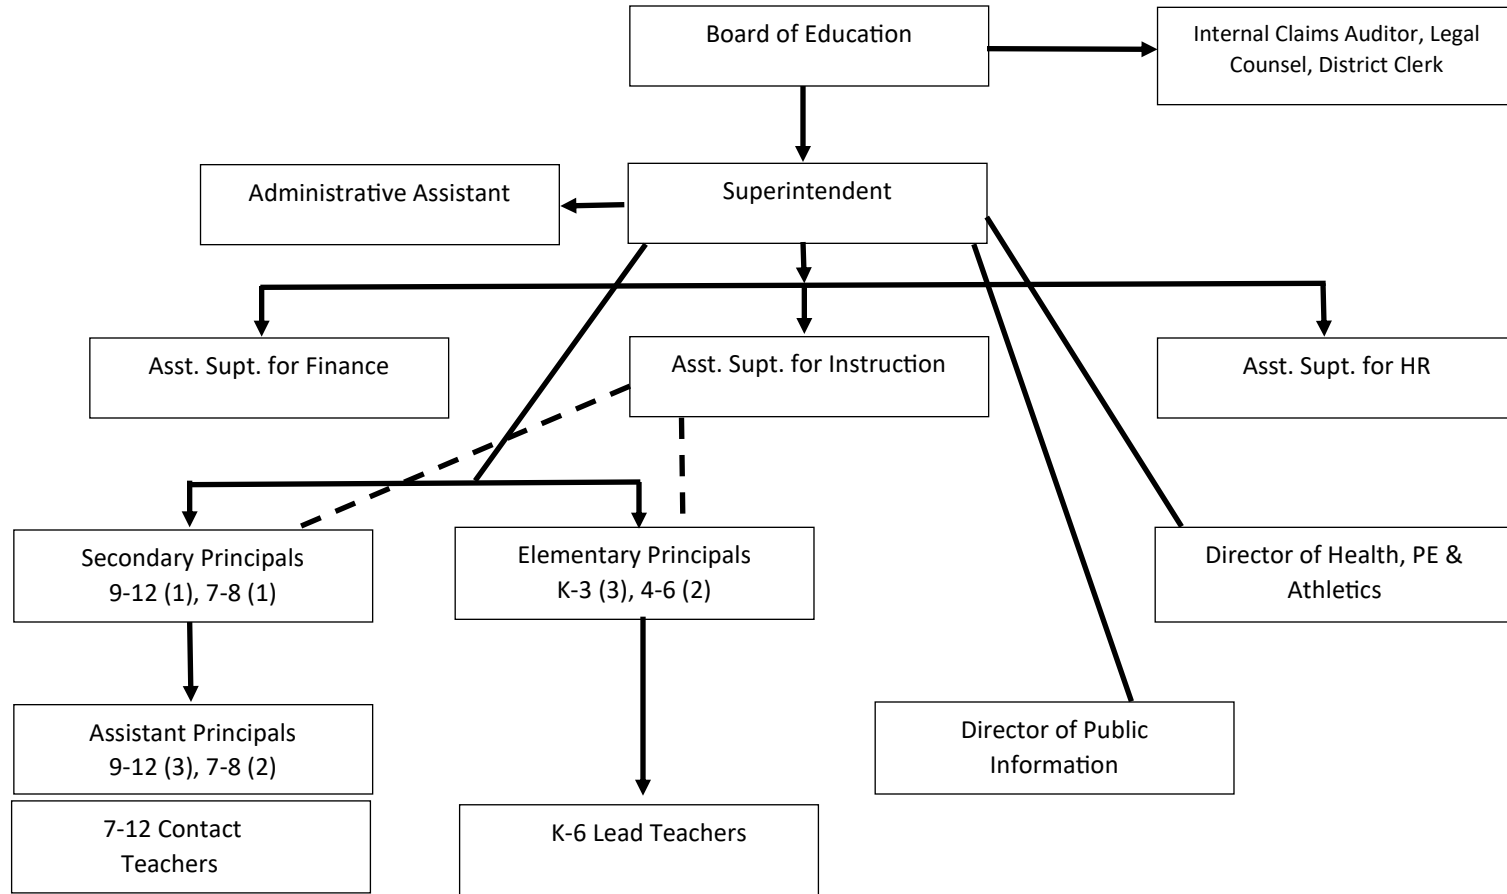 Board of Education
Internal Claims Auditor, Legal
Counsel, District Clerk
Administrative Assistant
Superintendent
Asst. Supt. for Finance
Asst. Supt. for Instruction
Asst. Supt. for HR
Secondary Principals
9-12 (1), 7-8 (1)
Elementary Principals
K-3 (3), 4-6 (2)
Director of Health, PE &
Athletics
Assistant Principals
9-12 (3), 7-8 (2)
Director of Public
Information
7-12 Contact
Teachers
K-6 Lead Teachers